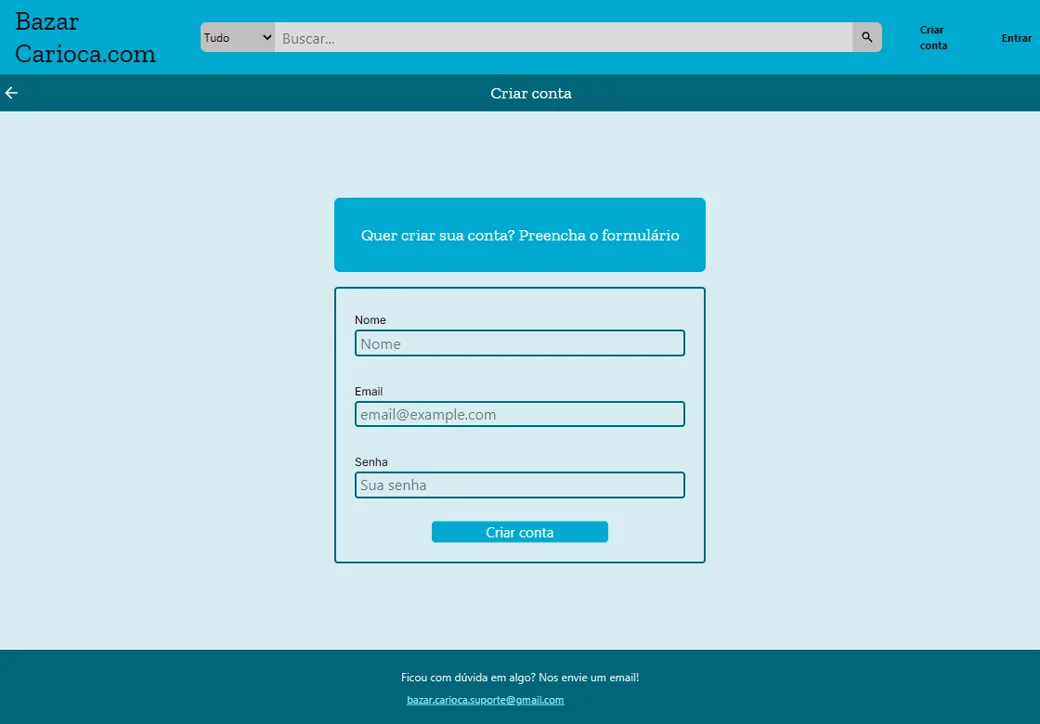 Bazar
Carioca.com
Tudo
Buscar...
Criar
conta
Entrar
Criar conta
Quer criar sua conta? Preencha o formulário
Nome
Nome
Email
email@example.com
Senha
Sua senha
Criar conta
Ficou com dúvida em algo? Nos envie um email!
bazar.carioca.suporte@gmail.com